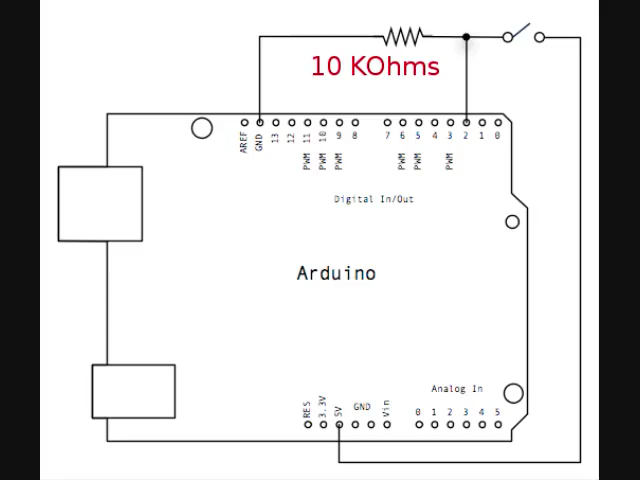 10 KOhms
AREF GND 13 12 11 10 9 8 7 6 5 4 3 2 1 0
PWM PWM PWM PWM PWM PWM
Digital In/Out
Arduino
Analog In
RES 3.3V 5V GND Vin 0 1 2 3 4 5